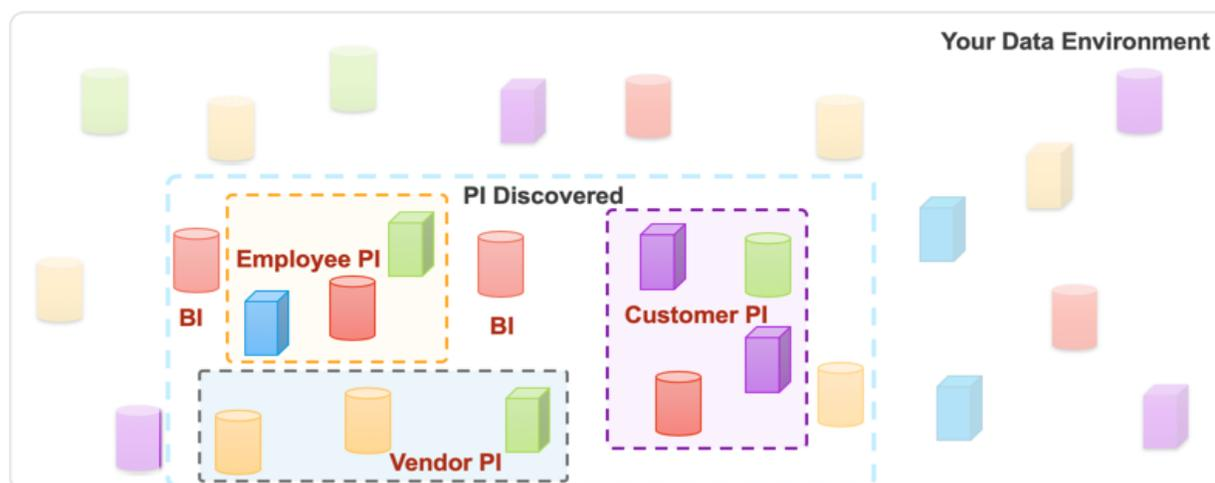 Your Data Environment
PI Discovered
Employee PI
BI
BI
Customer PI
Vendor PI